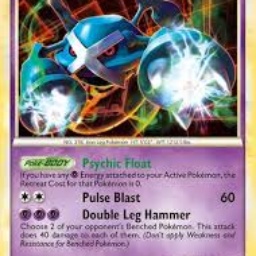 Poké-BODY Psychic Float
If you have any Energy attached to your Active Pokémon, the
Retreat Cost for that Pokémon is 0.
Pulse Blast 60
Double Leg Hammer
Choose 2 of your opponent's Benched Pokémon. This attack
does 40 damage to each of them. (Don't apply Weakness and
Resistance for Benched Pokémon.)